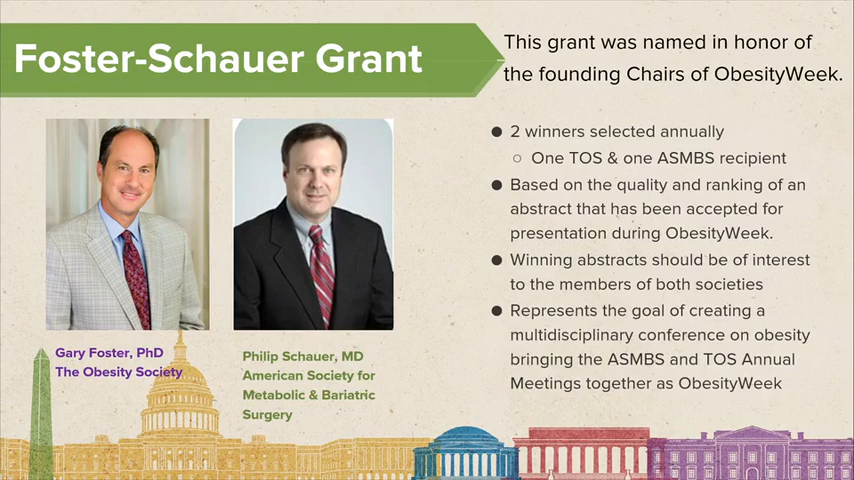 Foster-Schauer Grant
This grant was named in honor of
the founding Chairs of ObesityWeek.
● 2 winners selected annually
○ One TOS & one ASMBS recipient
● Based on the quality and ranking of an
abstract that has been accepted for
presentation during ObesityWeek.
● Winning abstracts should be of interest
to the members of both societies
● Represents the goal of creating a
multidisciplinary conference on obesity
bringing the ASMBS and TOS Annual
Meetings together as ObesityWeek
Gary Foster, PhD
The Obesity Society
Philip Schauer, MD
American Society for
Metabolic & Bariatric
Surgery